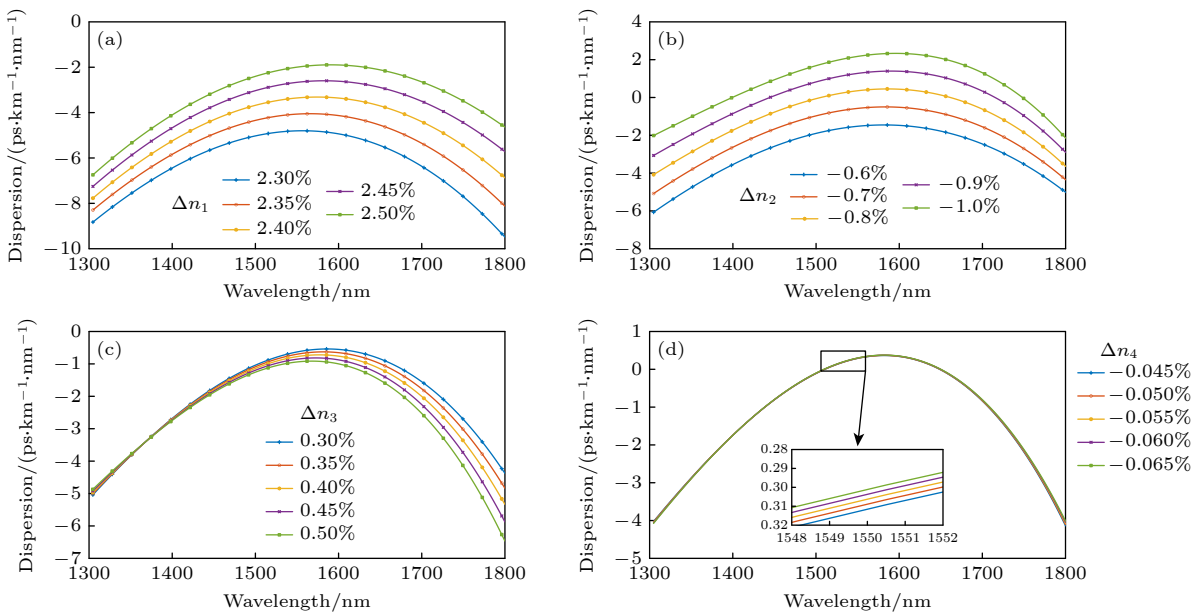 (a)
Dispersion/(ps·km⁻¹·nm⁻¹)
0
−2
−4
−6
−8
−10
Δn₁
2.30%
2.35%
2.40%
2.45%
2.50%
1300 1400 1500 1600 1700 1800
Wavelength/nm
(b)
Dispersion/(ps·km⁻¹·nm⁻¹)
4
2
0
−2
−4
−6
−8
Δn₂
−0.6%
−0.7%
−0.8%
−0.9%
−1.0%
1300 1400 1500 1600 1700 1800
Wavelength/nm
(c)
Dispersion/(ps·km⁻¹·nm⁻¹)
0
−1
−2
−3
−4
−5
−6
−7
Δn₃
0.30%
0.35%
0.40%
0.45%
0.50%
1300 1400 1500 1600 1700 1800
Wavelength/nm
(d)
Dispersion/(ps·km⁻¹·nm⁻¹)
1
0
−1
−2
−3
−4
−5
0.28
0.29
0.30
0.31
0.32
1548 1549 1550 1551 1552
1300 1400 1500 1600 1700 1800
Wavelength/nm
Δn₄
−0.045%
−0.050%
−0.055%
−0.060%
−0.065%